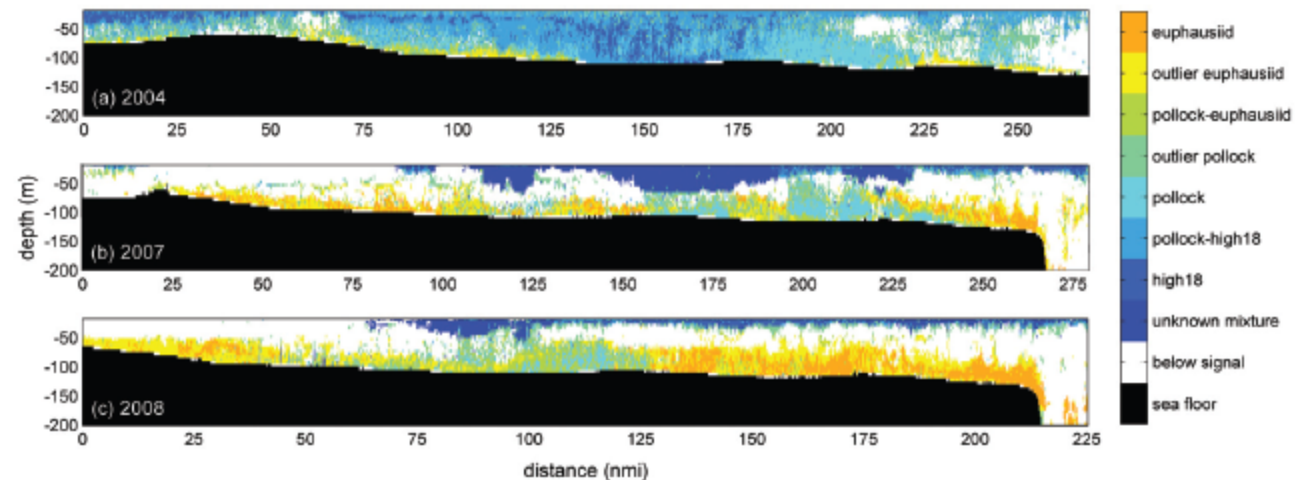 -50
-100
-150
-200
(a) 2004
0 25 50 75 100 125 150 175 200 225 250
depth (m)
-50
-100
-150
-200
(b) 2007
0 25 50 75 100 125 150 175 200 225 250 275
-50
-100
-150
-200
(c) 2008
0 25 50 75 100 125 150 175 200 225
distance (nmi)
euphausiid
outlier euphausiid
pollock-euphausiid
outlier pollock
pollock
pollock-high18
high18
unknown mixture
below signal
sea floor